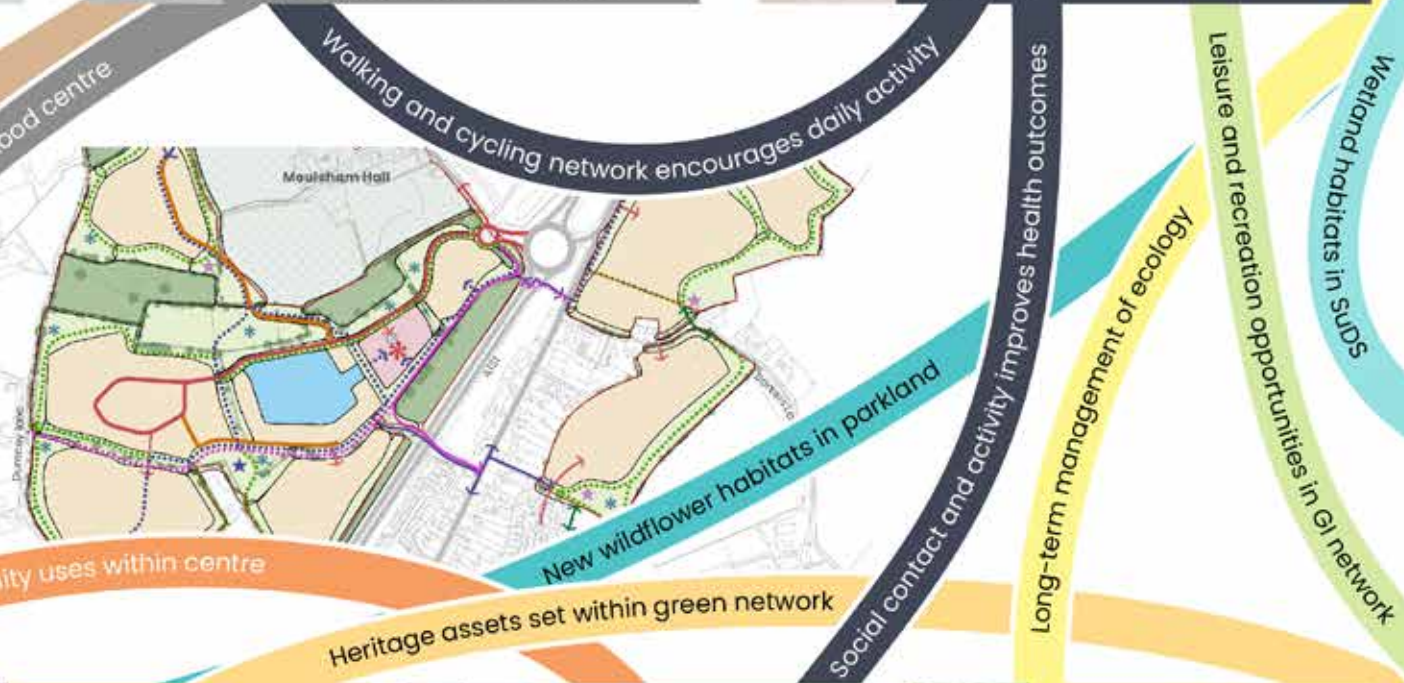 ood centre
Walking and cycling network encourages daily activity
Moulsham Hall
A131
Social contact and activity improves health outcomes
Long-term management of ecology
Leisure and recreation opportunities in GI network
Wetland habitats in SuDS
New wildflower habitats in parkland
ity uses within centre
Heritage assets set within green network